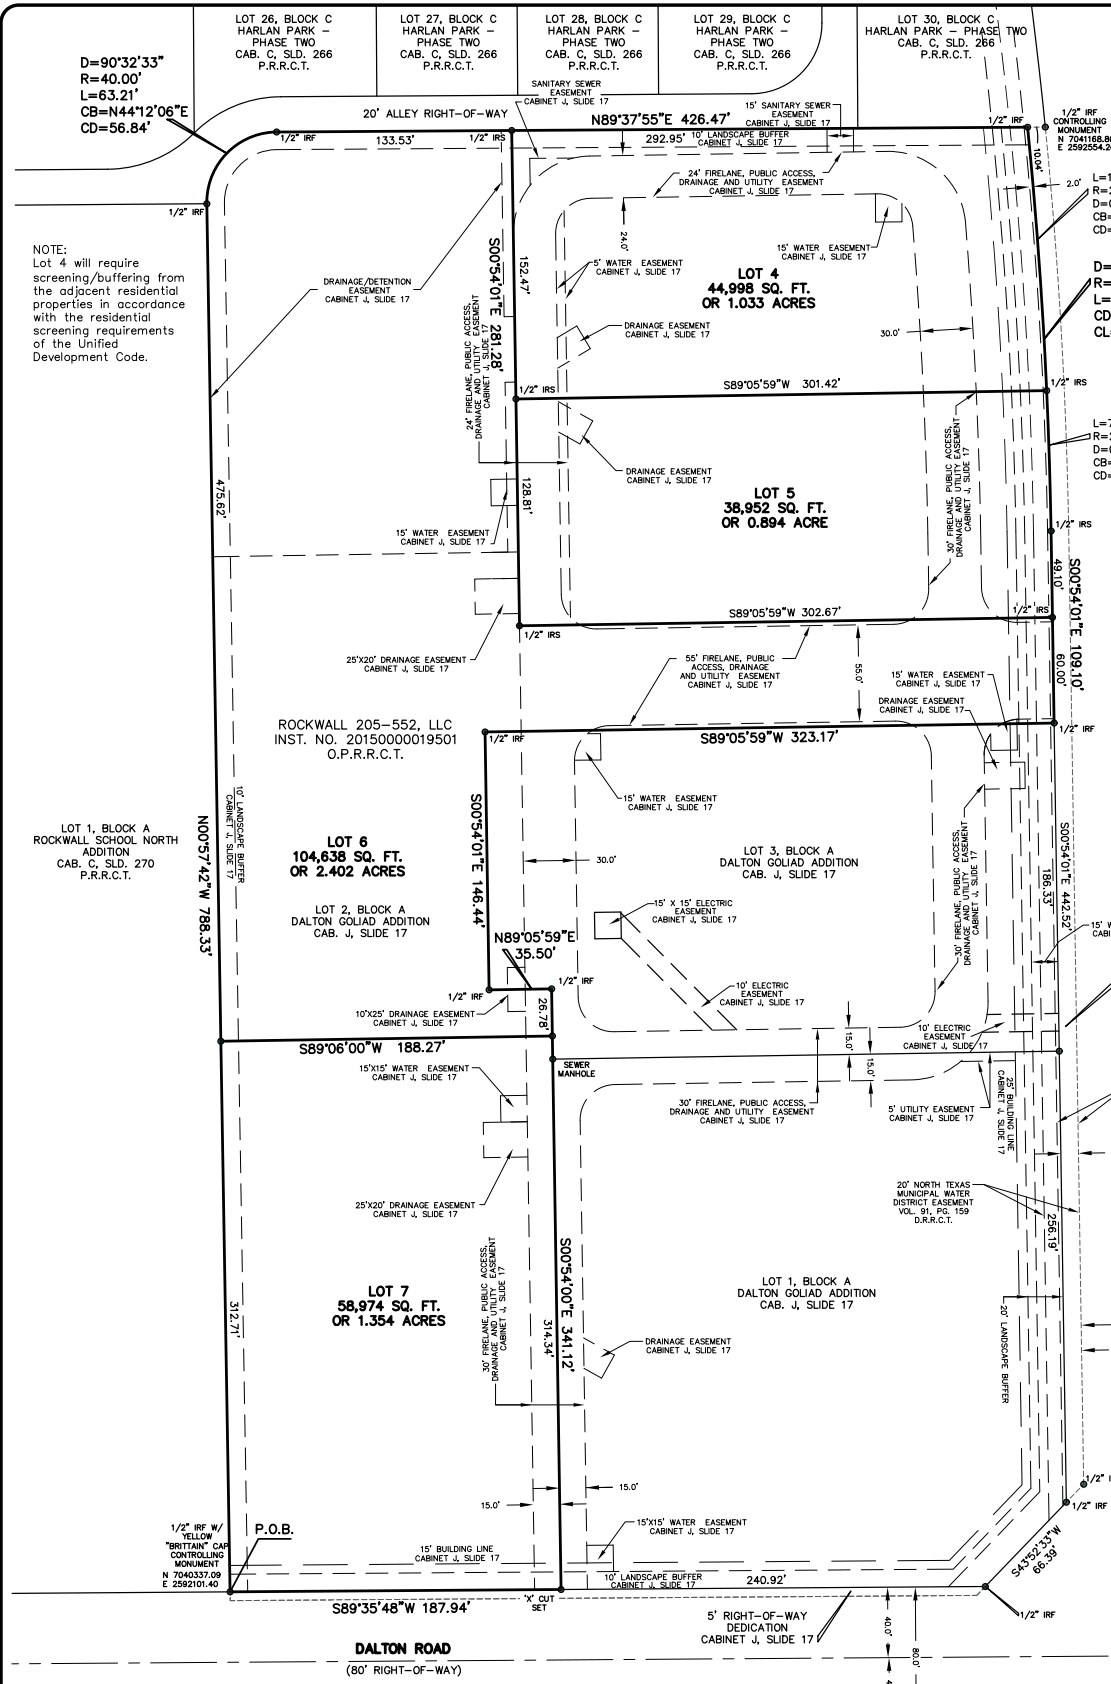 LOT 26, BLOCK C
HARLAN PARK -
PHASE TWO
CAB. C, SLD. 266
P.R.R.C.T.
LOT 27, BLOCK C
HARLAN PARK -
PHASE TWO
CAB. C, SLD. 266
P.R.R.C.T.
LOT 28, BLOCK C
HARLAN PARK -
PHASE TWO
CAB. C, SLD. 266
P.R.R.C.T.
LOT 29, BLOCK C
HARLAN PARK -
PHASE TWO
CAB. C, SLD. 266
P.R.R.C.T.
LOT 30, BLOCK C
HARLAN PARK - PHASE TWO
CAB. C, SLD. 266
P.R.R.C.T.
D=90°32'33"
R=40.00'
L=63.21'
CB=N44°12'06"E
CD=56.84'
SANITARY SEWER
EASEMENT
CABINET J, SLIDE 17
20' ALLEY RIGHT-OF-WAY
N89°37'55"E 426.47'
15' SANITARY SEWER
EASEMENT
CABINET J, SLIDE 17
1/2" IRF
CONTROLLING
MONUMENT
N 7041168.80
E 2592554.20
1/2" IRF
133.53'
1/2" IRS
292.95'
10' LANDSCAPE BUFFER
CABINET J, SLIDE 17
1/2" IRF
10.04'
2.0'
L=1
R=2
D=0
CB=
CD=
24' FIRELANE, PUBLIC ACCESS,
DRAINAGE AND UTILITY EASEMENT
CABINET J, SLIDE 17
1/2" IRF
NOTE:
Lot 4 will require
screening/buffering from
the adjacent residential
properties in accordance
with the residential
screening requirements
of the Unified
Development Code.
DRAINAGE/DETENTION
EASEMENT
CABINET J, SLIDE 17
S00°54'01"E 281.28'
152.47'
24.0'
5' WATER EASEMENT
CABINET J, SLIDE 17
15' WATER EASEMENT
CABINET J, SLIDE 17
LOT 4
44,998 SQ. FT.
OR 1.033 ACRES
D=
R=
L=
CD
CL=
DRAINAGE EASEMENT
CABINET J, SLIDE 17
30.0'
24' FIRELANE, PUBLIC ACCESS,
DRAINAGE AND UTILITY EASEMENT
CABINET J, SLIDE 17
1/2" IRS
S89°05'59"W 301.42'
1/2" IRS
L=7
R=2
D=0
CB=
CD=
DRAINAGE EASEMENT
CABINET J, SLIDE 17
128.81'
475.62'
15' WATER EASEMENT
CABINET J, SLIDE 17
LOT 5
38,952 SQ. FT.
OR 0.894 ACRE
30' FIRELANE, PUBLIC ACCESS,
DRAINAGE AND UTILITY EASEMENT
CABINET J, SLIDE 17
1/2" IRS
49.10'
S00°54'01"E 109.10'
S89°05'59"W 302.67'
1/2" IRS
1/2" IRS
25'X20' DRAINAGE EASEMENT
CABINET J, SLIDE 17
55' FIRELANE, PUBLIC
ACCESS, DRAINAGE
AND UTILITY EASEMENT
CABINET J, SLIDE 17
55.0'
60.00'
15' WATER EASEMENT
CABINET J, SLIDE 17
DRAINAGE EASEMENT
CABINET J, SLIDE 17
ROCKWALL 205-552, LLC
INST. NO. 20150000019501
O.P.R.R.C.T.
1/2" IRF
S89°05'59"W 323.17'
1/2" IRF
15' WATER EASEMENT
CABINET J, SLIDE 17
10' LANDSCAPE BUFFER
CABINET J, SLIDE 17
S00°54'01"E 146.44'
LOT 1, BLOCK A
ROCKWALL SCHOOL NORTH
ADDITION
CAB. C, SLD. 270
P.R.R.C.T.
N00°57'42"W 788.33'
LOT 6
104,638 SQ. FT.
OR 2.402 ACRES
LOT 2, BLOCK A
DALTON GOLIAD ADDITION
CAB. J, SLIDE 17
30.0'
LOT 3, BLOCK A
DALTON GOLIAD ADDITION
CAB. J, SLIDE 17
15' X 15' ELECTRIC
EASEMENT
CABINET J, SLIDE 17
30' FIRELANE, PUBLIC ACCESS,
DRAINAGE AND UTILITY EASEMENT
CABINET J, SLIDE 17
186.33'
S00°54'01"E 442.52'
15' W
CABI
N89°05'59"E
35.50'
1/2" IRF
1/2" IRF
10'X25' DRAINAGE EASEMENT
CABINET J, SLIDE 17
26.78'
10' ELECTRIC
EASEMENT
CABINET J, SLIDE 17
10' ELECTRIC
EASEMENT
CABINET J, SLIDE 17
15.0'
15.0'
S89°06'00"W 188.27'
SEWER
MANHOLE
15'X15' WATER EASEMENT
CABINET J, SLIDE 17
30' FIRELANE, PUBLIC ACCESS,
DRAINAGE AND UTILITY EASEMENT
CABINET J, SLIDE 17
5' UTILITY EASEMENT
CABINET J, SLIDE 17
25' BUILDING LINE
CABINET J, SLIDE 17
25'X20' DRAINAGE EASEMENT
CABINET J, SLIDE 17
20' NORTH TEXAS
MUNICIPAL WATER
DISTRICT EASEMENT
VOL. 91, PG. 159
D.R.R.C.T.
256.19'
S00°54'00"E 341.12'
314.34'
30' FIRELANE, PUBLIC ACCESS,
DRAINAGE AND UTILITY EASEMENT
CABINET J, SLIDE 17
LOT 7
58,974 SQ. FT.
OR 1.354 ACRES
312.71'
LOT 1, BLOCK A
DALTON GOLIAD ADDITION
CAB. J, SLIDE 17
DRAINAGE EASEMENT
CABINET J, SLIDE 17
20' LANDSCAPE BUFFER
15.0'
15.0'
1/2" I
1/2" IRF
1/2" IRF W/
YELLOW
"BRITTAIN" CAP
CONTROLLING
MONUMENT
N 7040337.09
E 2592101.40
P.O.B.
15' BUILDING LINE
CABINET J, SLIDE 17
15'X15' WATER EASEMENT
CABINET J, SLIDE 17
10' LANDSCAPE BUFFER
CABINET J, SLIDE 17
240.92'
S43°52'33"W
66.39'
S89°35'48"W 187.94'
'X' CUT
SET
5' RIGHT-OF-WAY
DEDICATION
CABINET J, SLIDE 17
1/2" IRF
40.0'
80.0'
4
DALTON ROAD
(80' RIGHT-OF-WAY)